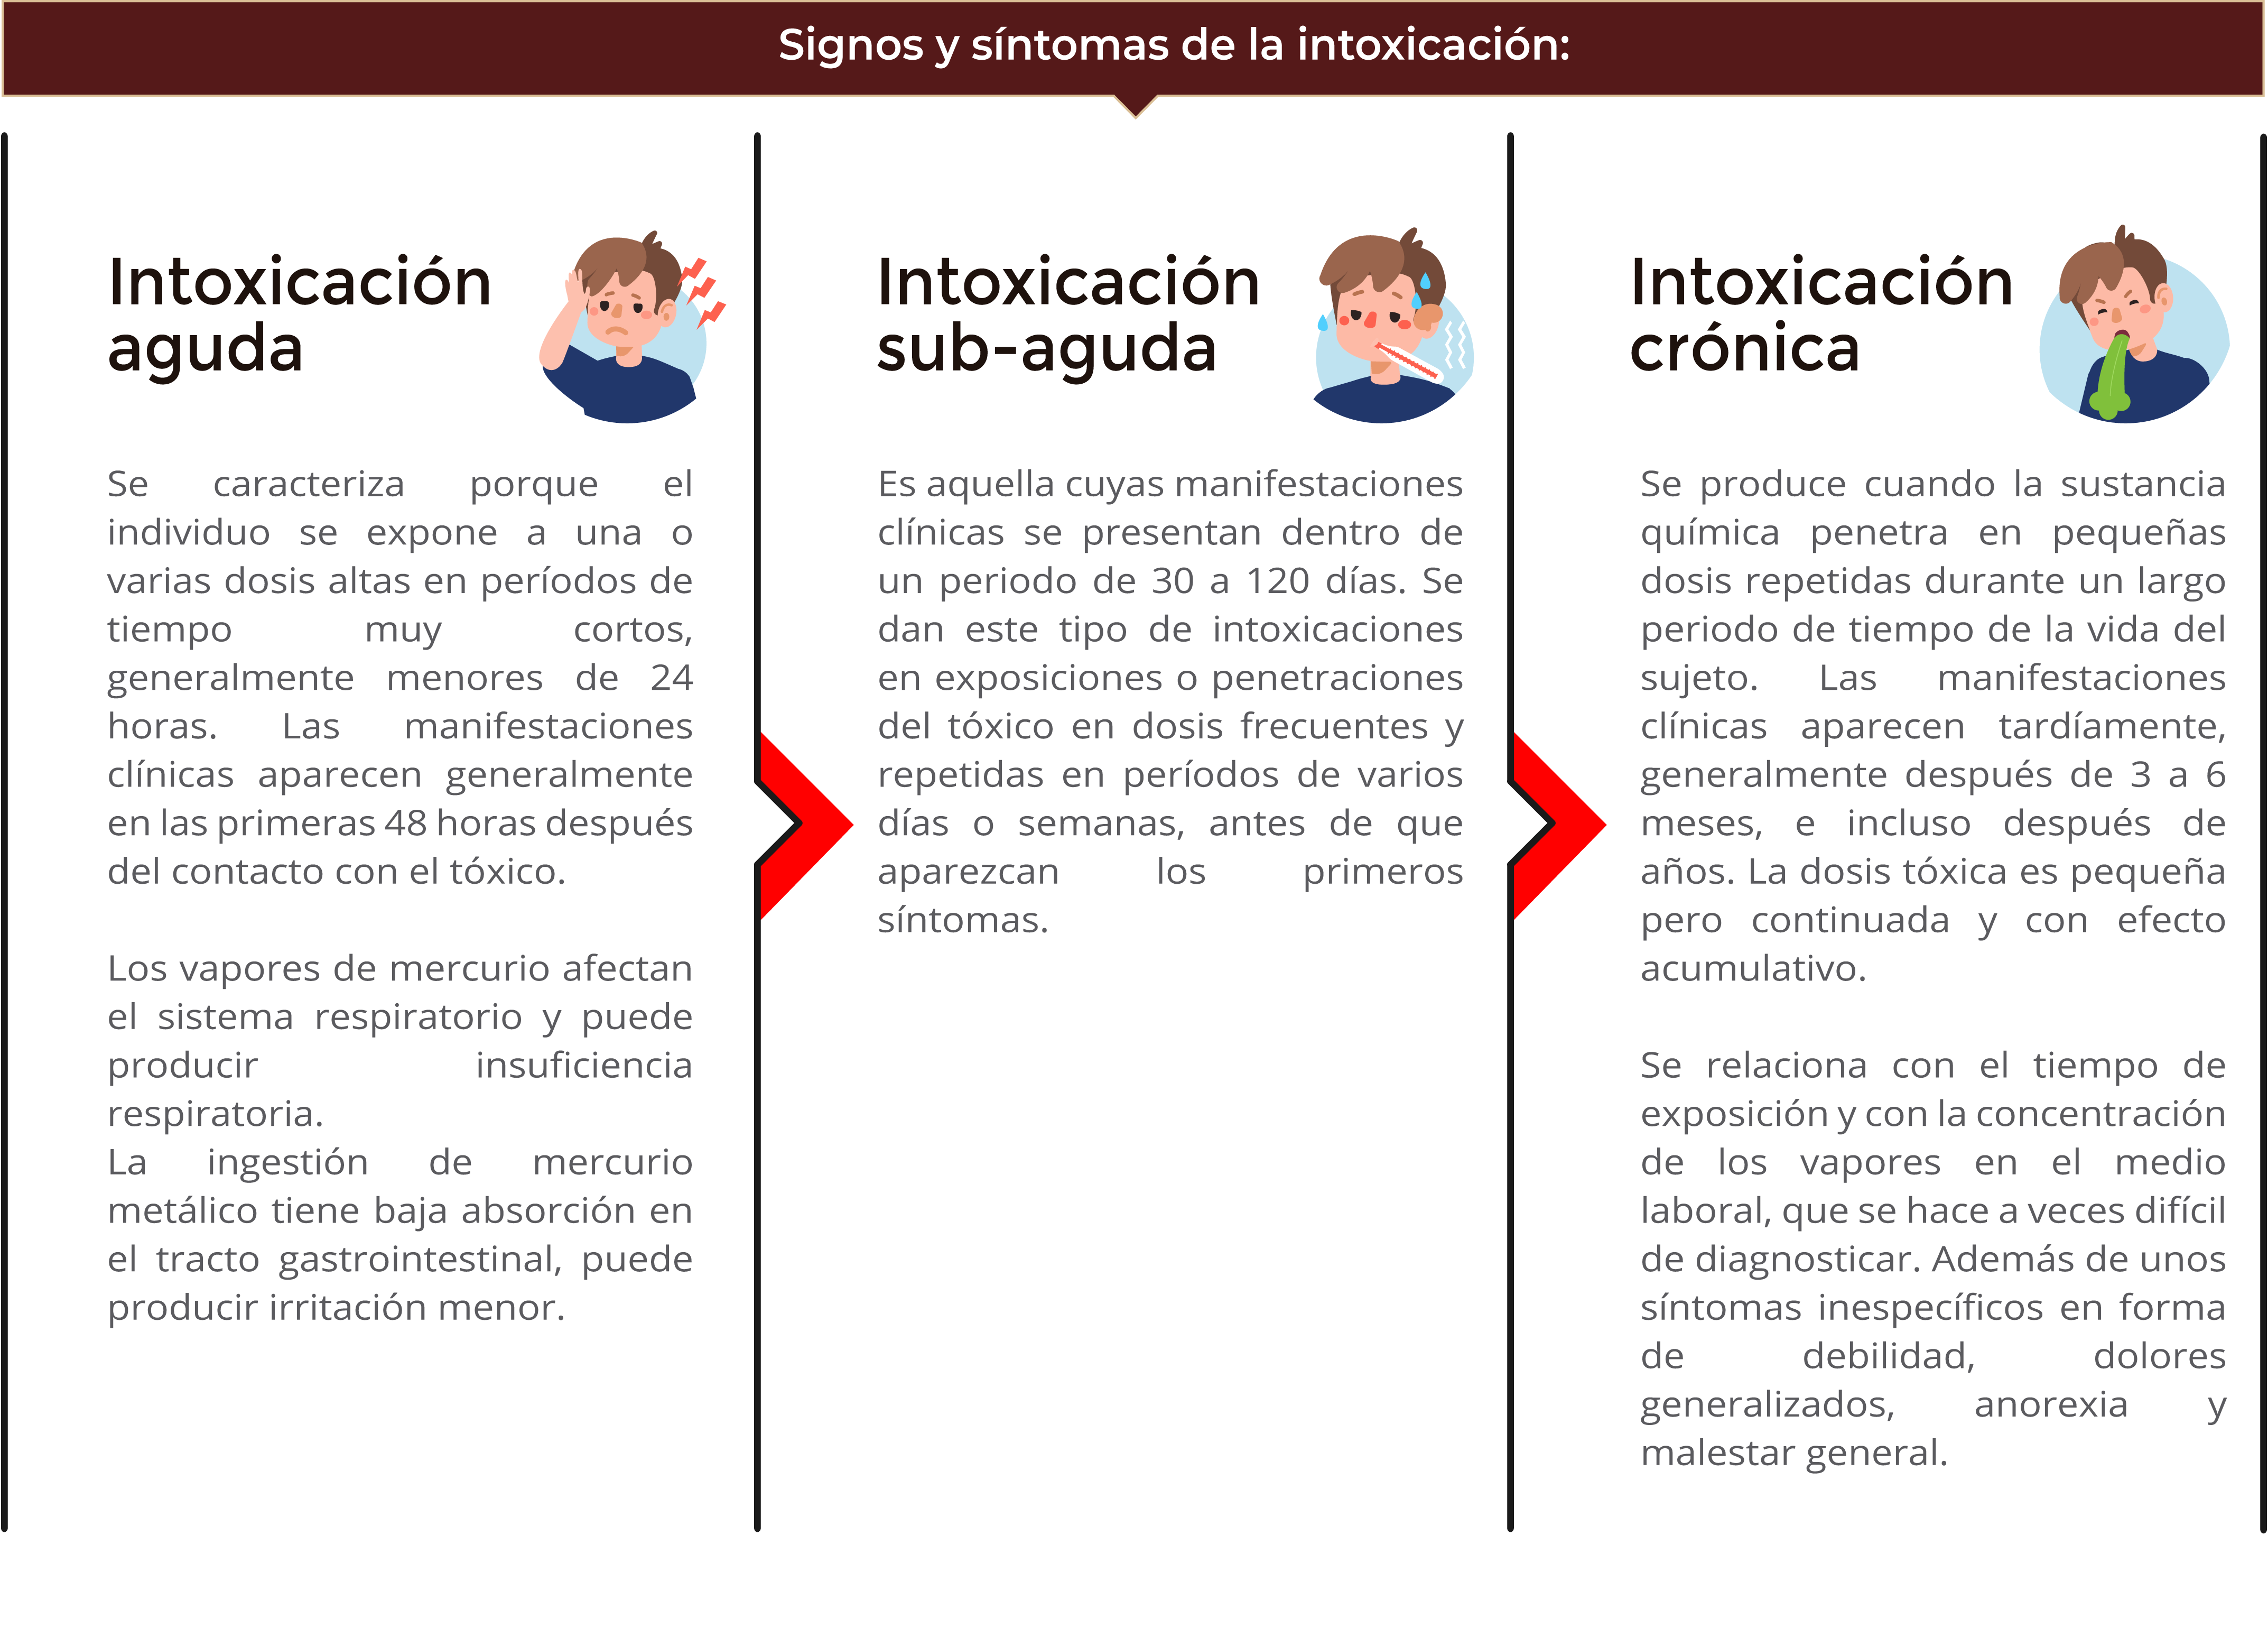 Signos y síntomas de la intoxicación:
Intoxicación
aguda
Se caracteriza porque el
individuo se expone a una o
varias dosis altas en períodos de
tiempo muy cortos,
generalmente menores de 24
horas. Las manifestaciones
clínicas aparecen generalmente
en las primeras 48 horas después
del contacto con el tóxico.
Los vapores de mercurio afectan
el sistema respiratorio y puede
producir insuficiencia
respiratoria.
La ingestión de mercurio
metálico tiene baja absorción en
el tracto gastrointestinal, puede
producir irritación menor.
Intoxicación
sub-aguda
Es aquella cuyas manifestaciones
clínicas se presentan dentro de
un periodo de 30 a 120 días. Se
dan este tipo de intoxicaciones
en exposiciones o penetraciones
del tóxico en dosis frecuentes y
repetidas en períodos de varios
días o semanas, antes de que
aparezcan los primeros
síntomas.
Intoxicación
crónica
Se produce cuando la sustancia
química penetra en pequeñas
dosis repetidas durante un largo
periodo de tiempo de la vida del
sujeto. Las manifestaciones
clínicas aparecen tardíamente,
generalmente después de 3 a 6
meses, e incluso después de
años. La dosis tóxica es pequeña
pero continuada y con efecto
acumulativo.
Se relaciona con el tiempo de
exposición y con la concentración
de los vapores en el medio
laboral, que se hace a veces difícil
de diagnosticar. Además de unos
síntomas inespecíficos en forma
de debilidad, dolores
generalizados, anorexia y
malestar general.